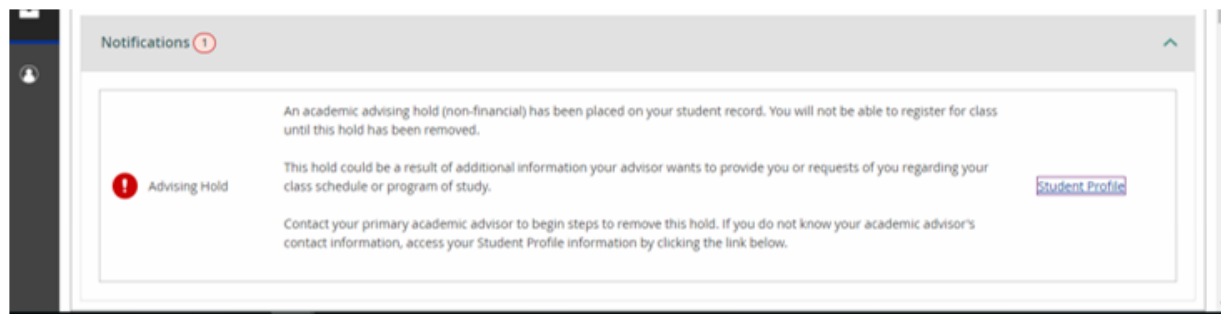 Notifications 1
An academic advising hold (non-financial) has been placed on your student record. You will not be able to register for class
until this hold has been removed.
This hold could be a result of additional information your advisor wants to provide you or requests of you regarding your
class schedule or program of study.
! Advising Hold
Student Profile
Contact your primary academic advisor to begin steps to remove this hold. If you do not know your academic advisor's
contact information, access your Student Profile information by clicking the link below.